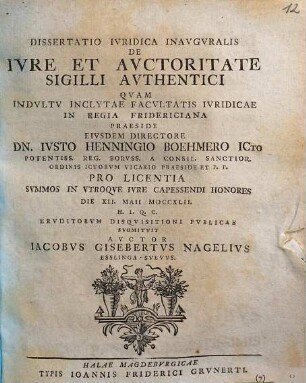 12
DISSERTATIO IVRIDICA INAVGVRALIS
DE
IVRE ET AVCTORITATE
SIGILLI AVTHENTICI
QVAM
INDVLTV INCLYTAE FACVLTATIS IVRIDICAE
IN REGIA FRIDERICIANA
PRAESIDE
EIVSDEM DIRECTORE
DN. IVSTO HENNINGIO BOEHMERO ICTO
POTENTISS. REG. BORVSS. A CONSIL. SANCTIOR.
ORDINIS ICTORVM VICARIO PRAESIDE ET P. P.
PRO LICENTIA
SVMMOS IN VTROQVE IVRE CAPESSENDI HONORES
DIE XII. MAII MDCCXLII.
H. L. Q. C.
ERVDITORVM DISQVISITIONI PVBLICAE
SVBMITTIT
AVCTOR
IACOBVS GISEBERTVS NAGELIVS
ESSLINGA-SVEVVS.
HALAE MAGDEBVRGICAE
TYPIS IOANNIS FRIDERICI GRVNERTI.
(7)